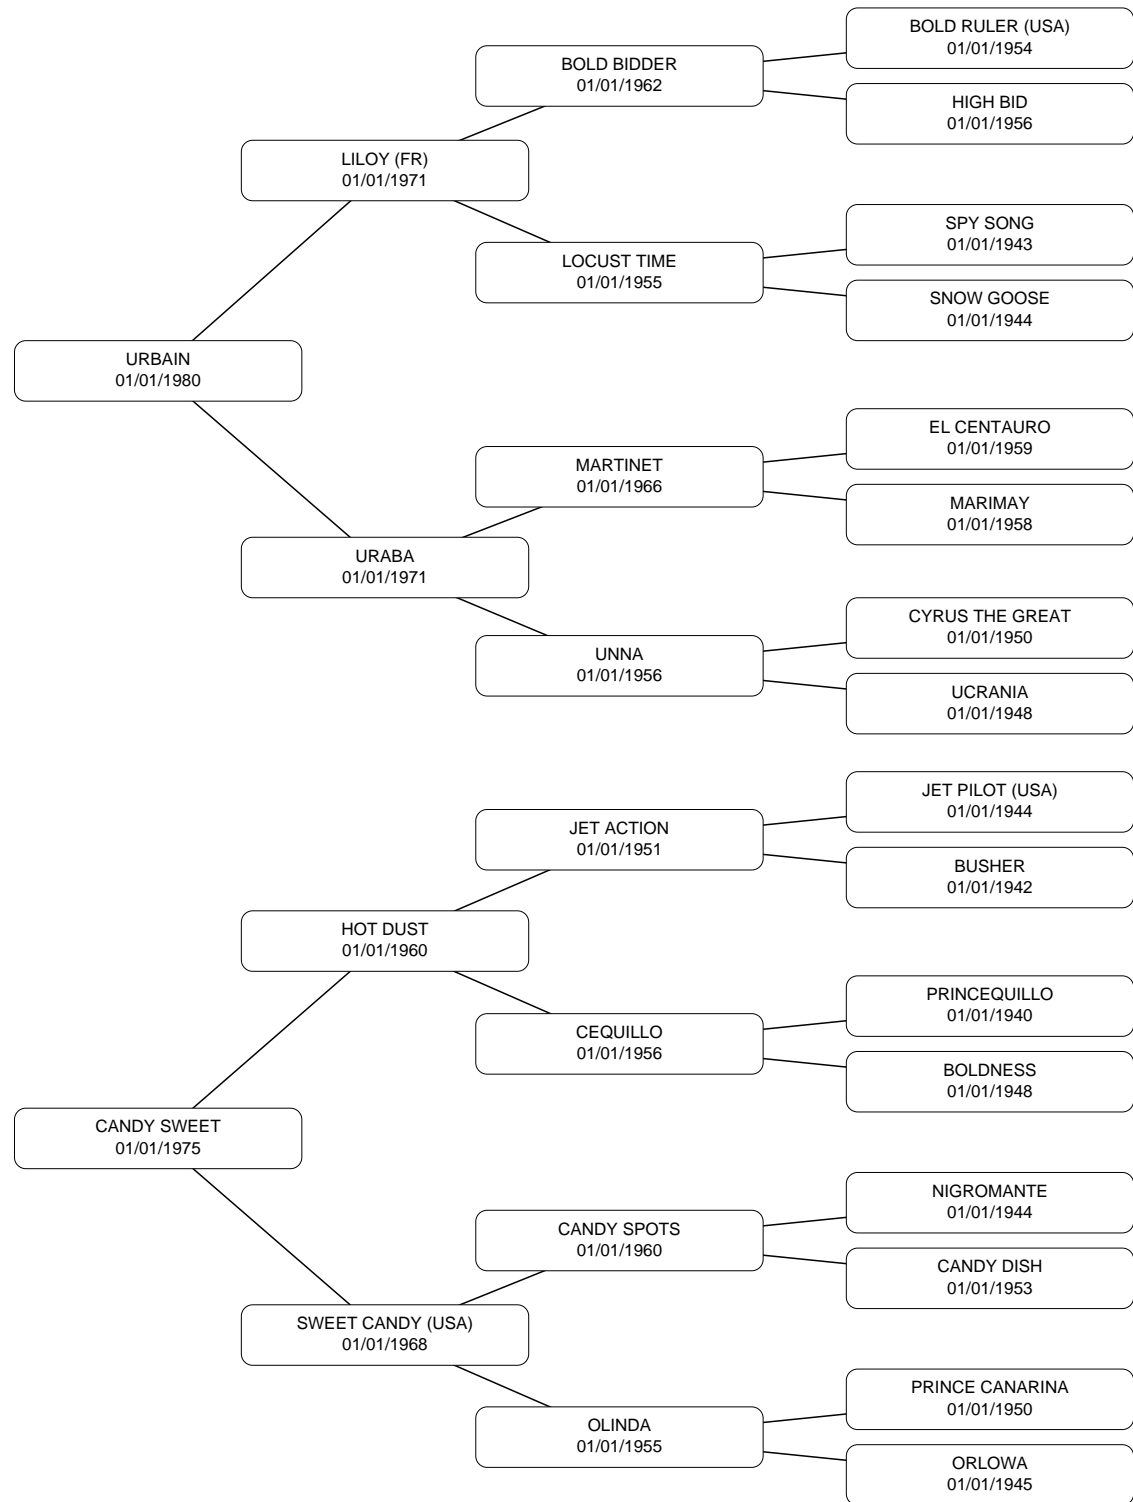 BOLD RULER (USA)
01/01/1954
BOLD BIDDER
01/01/1962
HIGH BID
01/01/1956
LILOY (FR)
01/01/1971
SPY SONG
01/01/1943
LOCUST TIME
01/01/1955
SNOW GOOSE
01/01/1944
URBAIN
01/01/1980
EL CENTAURO
01/01/1959
MARTINET
01/01/1966
MARIMAY
01/01/1958
URABA
01/01/1971
CYRUS THE GREAT
01/01/1950
UNNA
01/01/1956
UCRANIA
01/01/1948
JET PILOT (USA)
01/01/1944
JET ACTION
01/01/1951
BUSHER
01/01/1942
HOT DUST
01/01/1960
PRINCEQUILLO
01/01/1940
CEQUILLO
01/01/1956
BOLDNESS
01/01/1948
CANDY SWEET
01/01/1975
NIGROMANTE
01/01/1944
CANDY SPOTS
01/01/1960
CANDY DISH
01/01/1953
SWEET CANDY (USA)
01/01/1968
PRINCE CANARINA
01/01/1950
OLINDA
01/01/1955
ORLOWA
01/01/1945